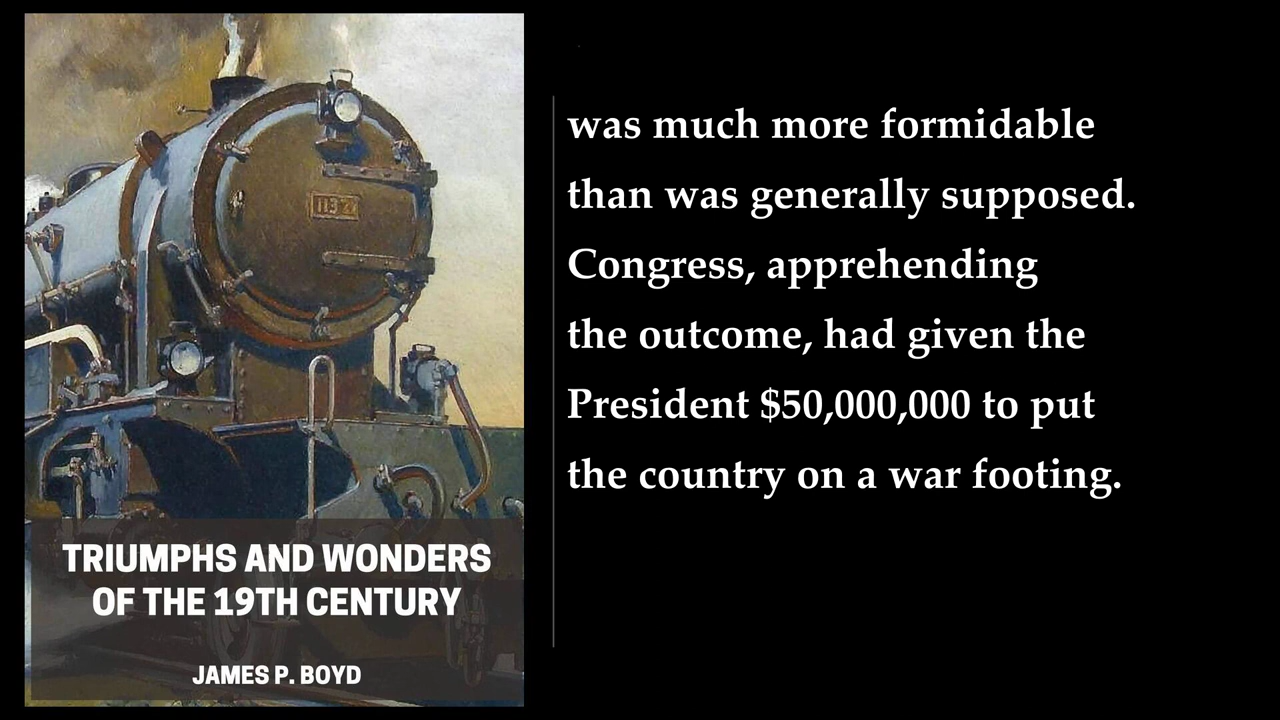 TRIUMPHS AND WONDERS
OF THE 19TH CENTURY
JAMES P. BOYD
was much more formidable
than was generally supposed.
Congress, apprehending
the outcome, had given the
President $50,000,000 to put
the country on a war footing.